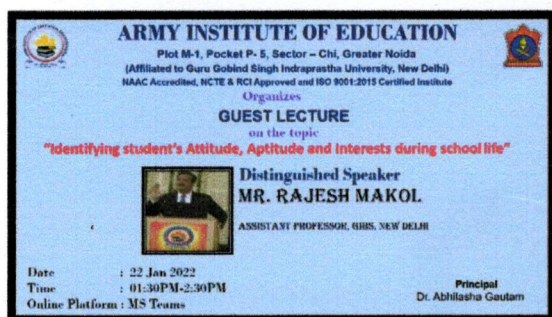 ARMY INSTITUTE OF EDUCATION
Plot M-1, Pocket P- 5, Sector – Chi, Greater Noida
(Affiliated to Guru Gobind Singh Indraprastha University, New Delhi)
NAAC Accredited, NCTE & RCI Approved and ISO 9001:2015 Certified Institute
Organizes
GUEST LECTURE
on the topic
"Identifying student's Attitude, Aptitude and Interests during school life"
Distinguished Speaker
MR. RAJESH MAKOL
ASSISTANT PROFESSOR, GHIS, NEW DELHI
Date : 22 Jan 2022
Time : 01:30PM-2:30PM
Online Platform : MS Teams
Principal
Dr. Abhilasha Gautam